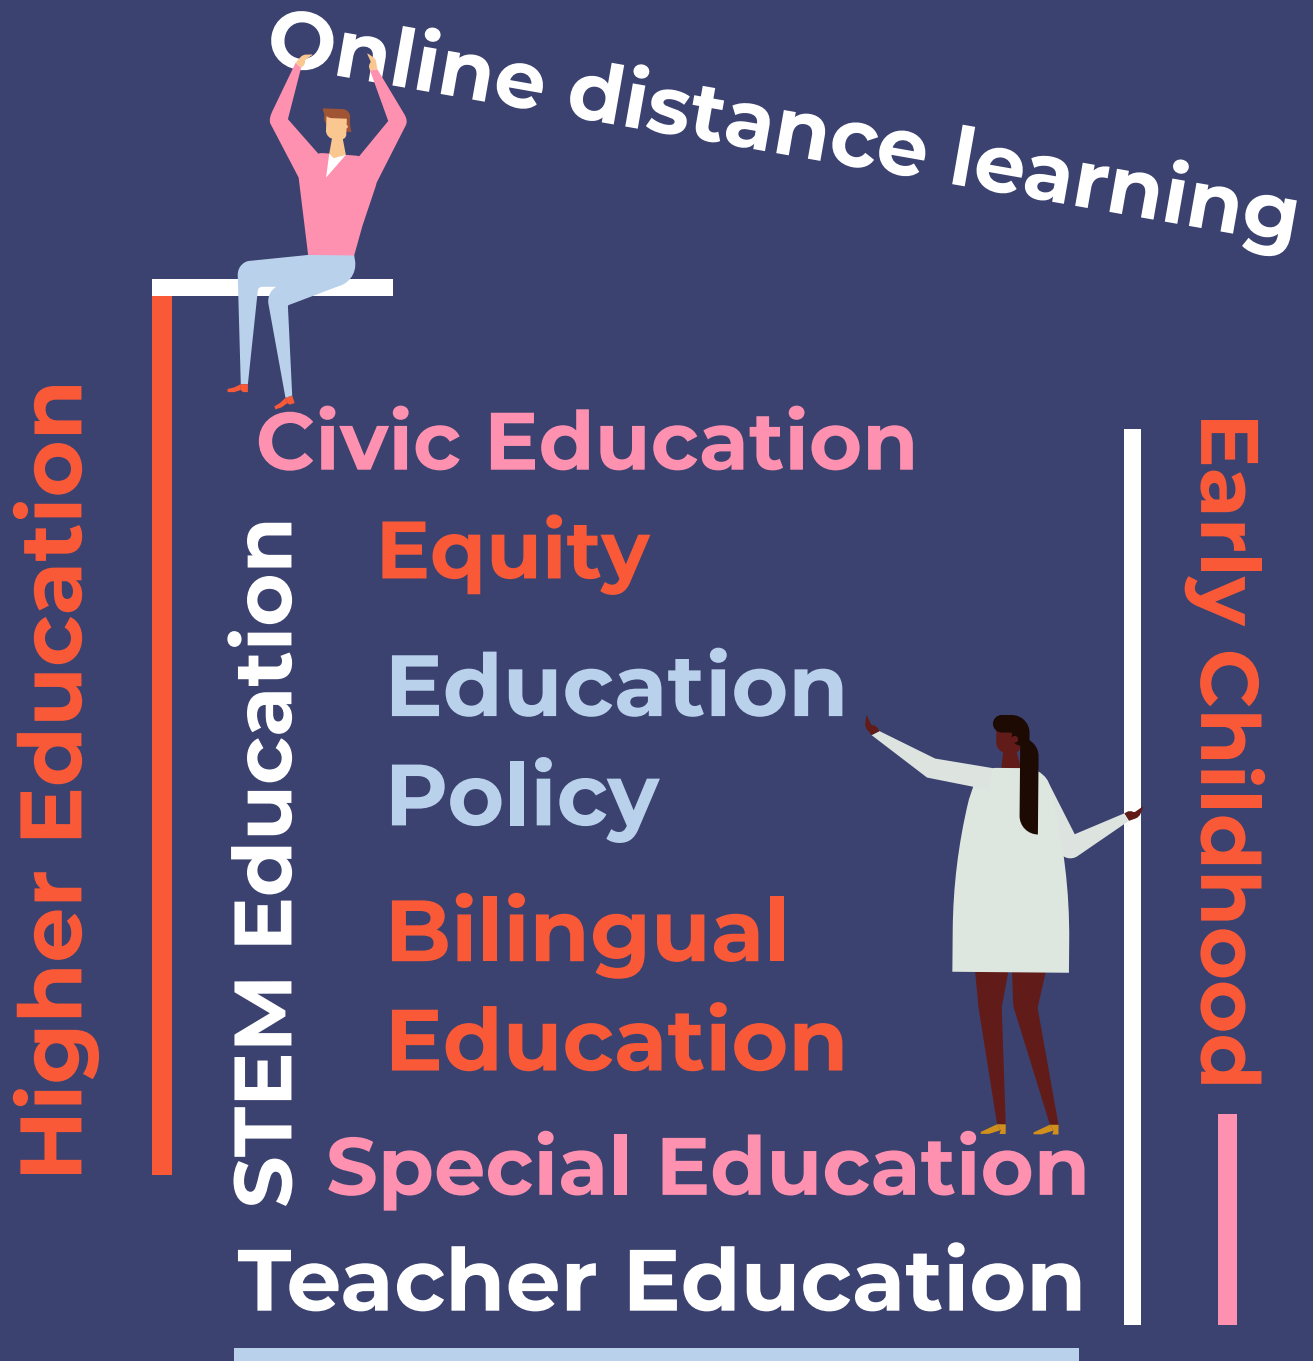 Online distance learning
Higher Education
STEM Education
Civic Education
Equity
Education
Policy
Bilingual
Education
Special Education
Teacher Education
Early Childhood